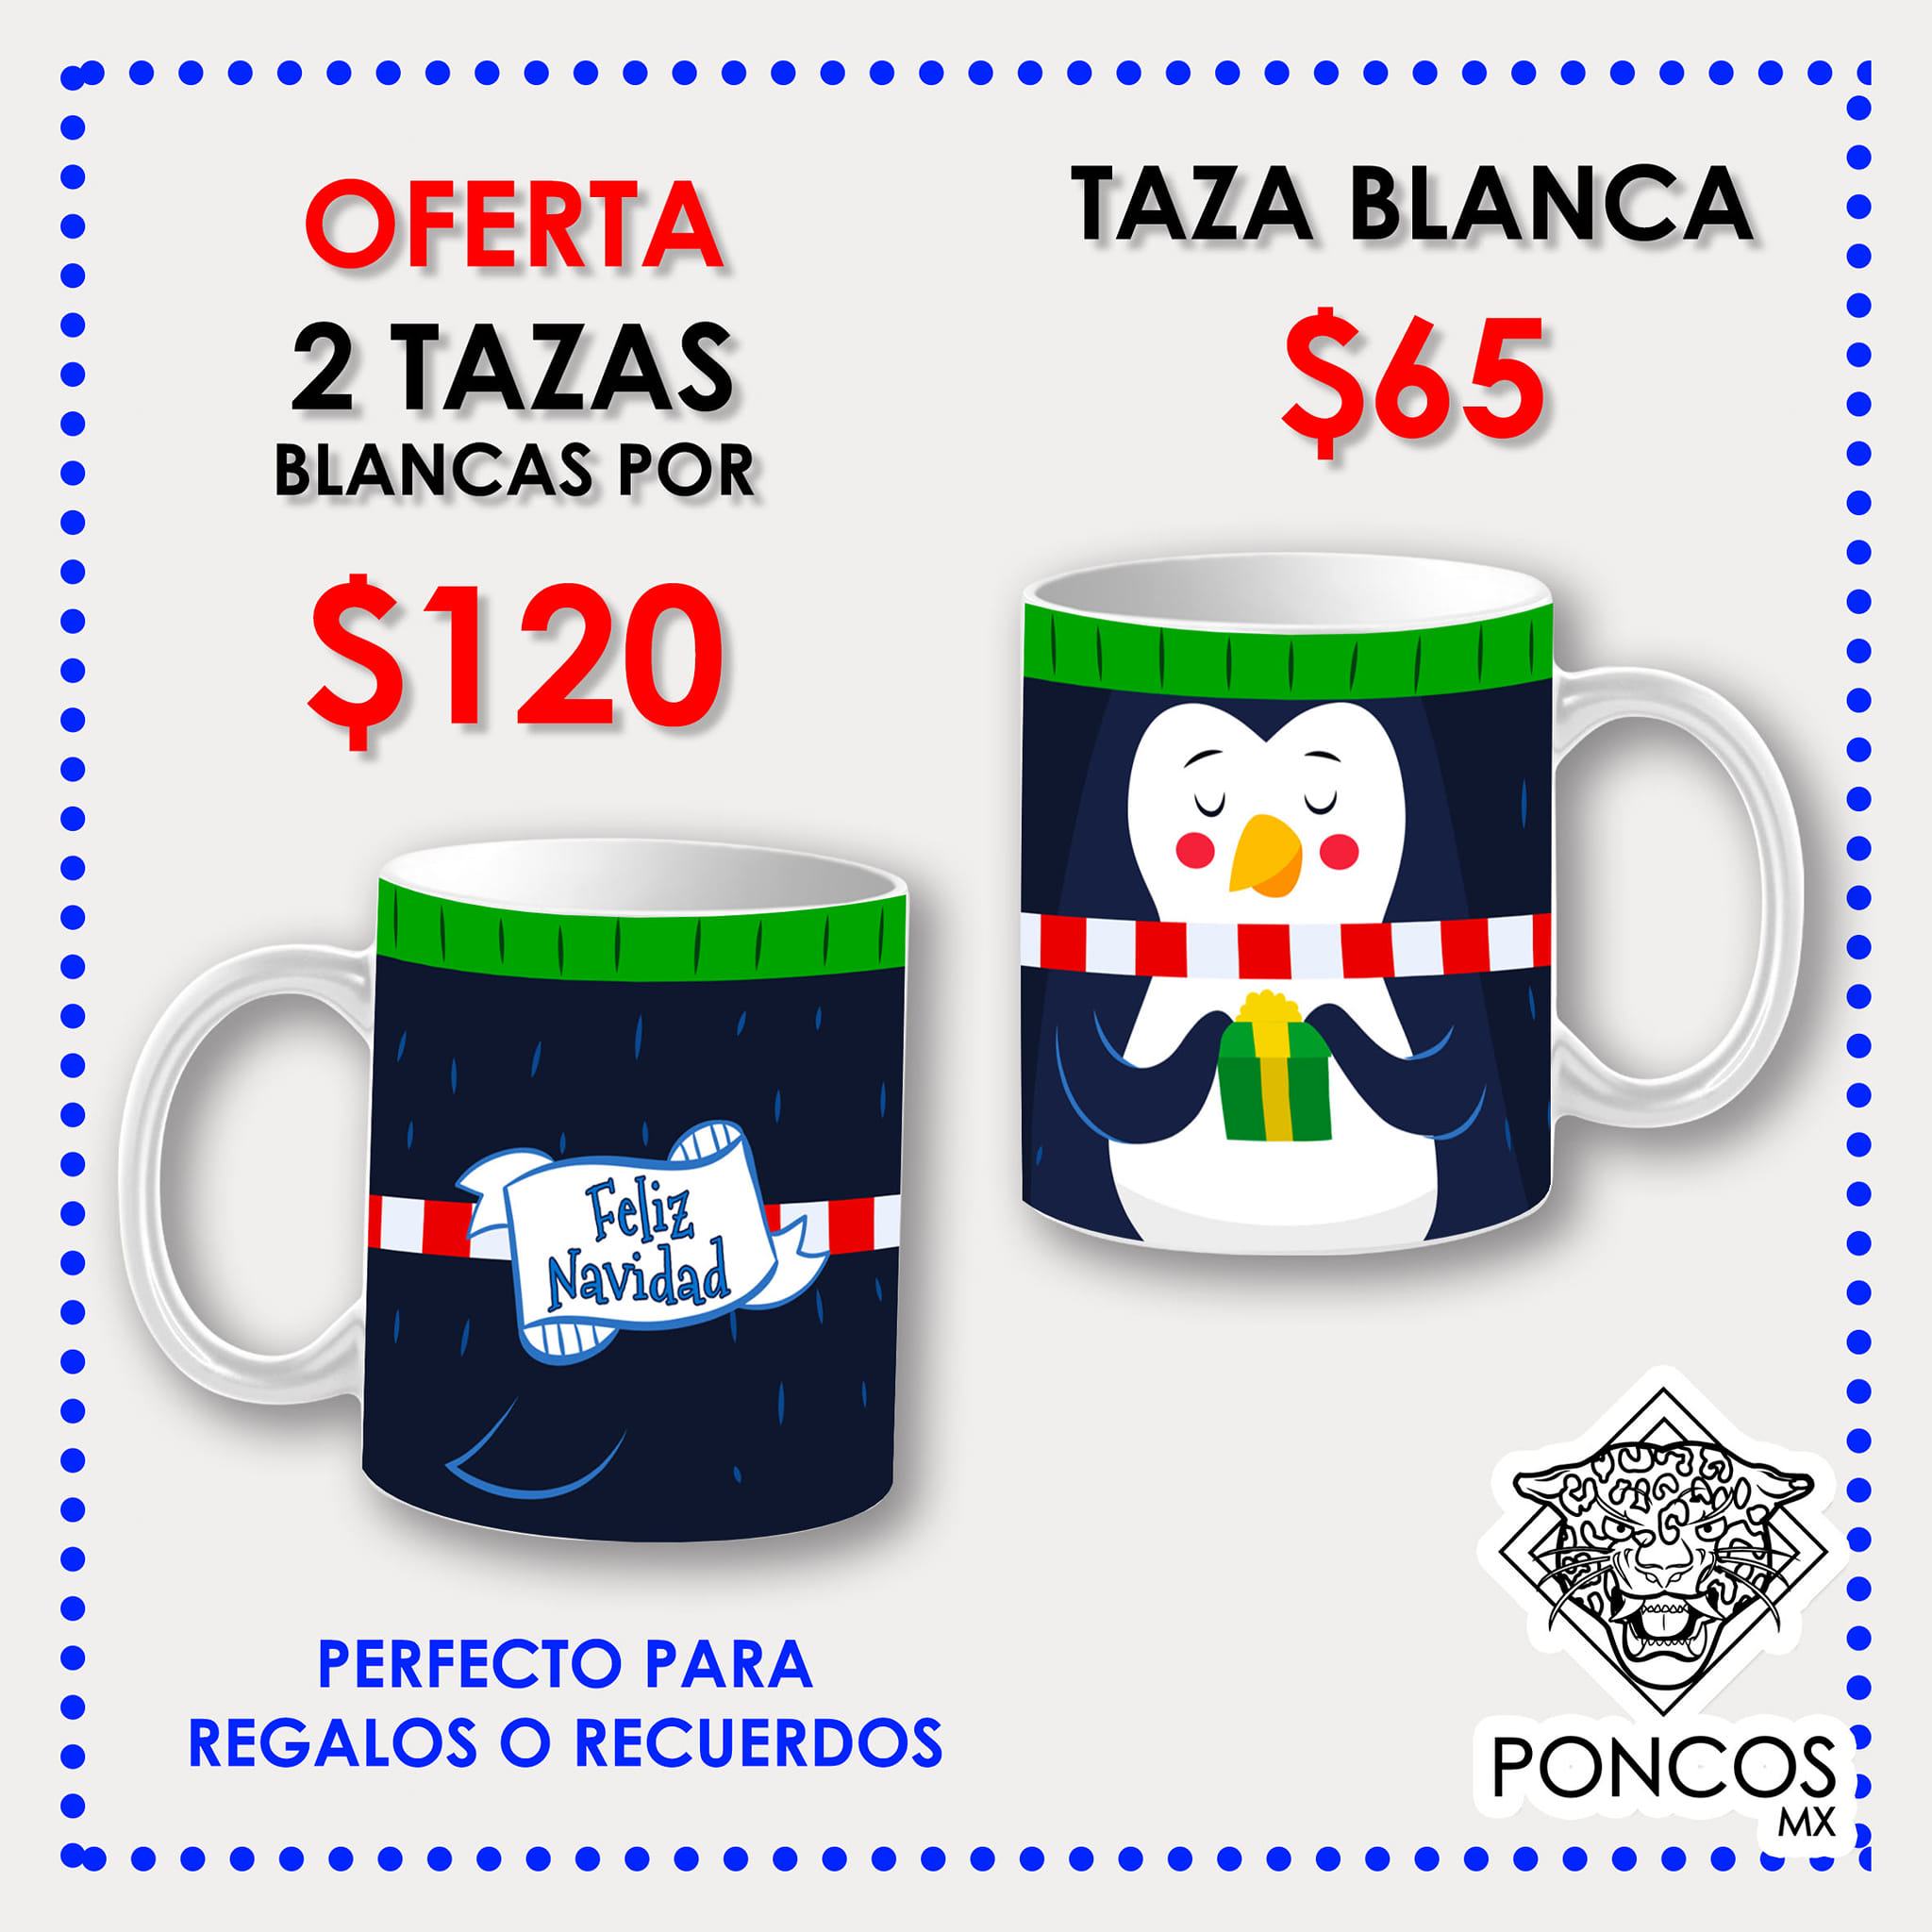 OFERTA
2 TAZAS
BLANCAS POR
$120
TAZA BLANCA
$65
Feliz
Navidad
PERFECTO PARA
REGALOS O RECUERDOS
PONCOS
MX